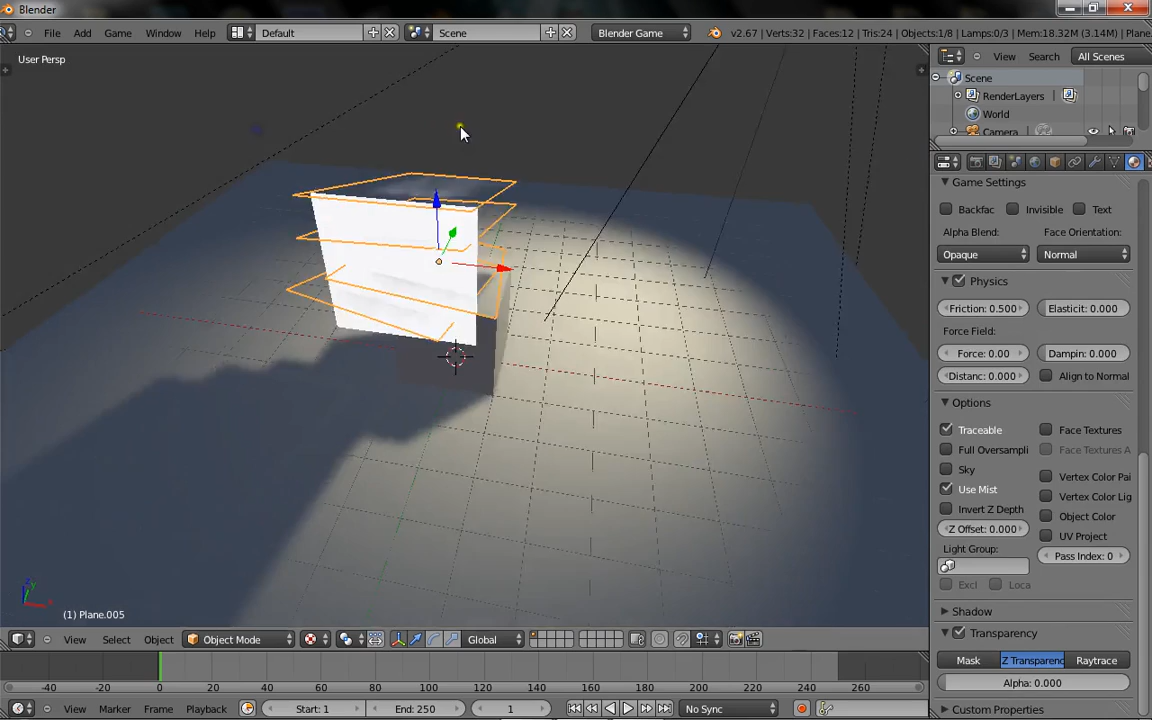 Blender
File Add Game Window Help Default Scene Blender Game v2.67 | Verts:32 | Faces:12 | Tris:24 | Objects:1/8 | Lamps:0/3 | Mem:18.32M (3.14M) | Plane.
User Persp
View Search All Scenes
Scene
RenderLayers
World
Camera
Game Settings
Backfac Invisible Text
Alpha Blend: Face Orientation:
Opaque Normal
Physics
Friction: 0.500 Elasticit: 0.000
Force Field:
Force: 0.00 Dampin: 0.000
Distanc: 0.000 Align to Normal
Options
Traceable Face Textures
Full Oversampli Face Textures A
Sky Vertex Color Pai
Use Mist Vertex Color Lig
Invert Z Depth Object Color
Z Offset: 0.000 UV Project
Light Group: Pass Index: 0
Excl Loca
Shadow
Transparency
Mask Z Transparenc Raytrace
Alpha: 0.000
Custom Properties
(1) Plane.005
View Select Object Object Mode Global
-40 -20 0 20 40 60 80 100 120 140 160 180 200 220 240 260
View Marker Frame Playback Start: 1 End: 250 1 No Sync